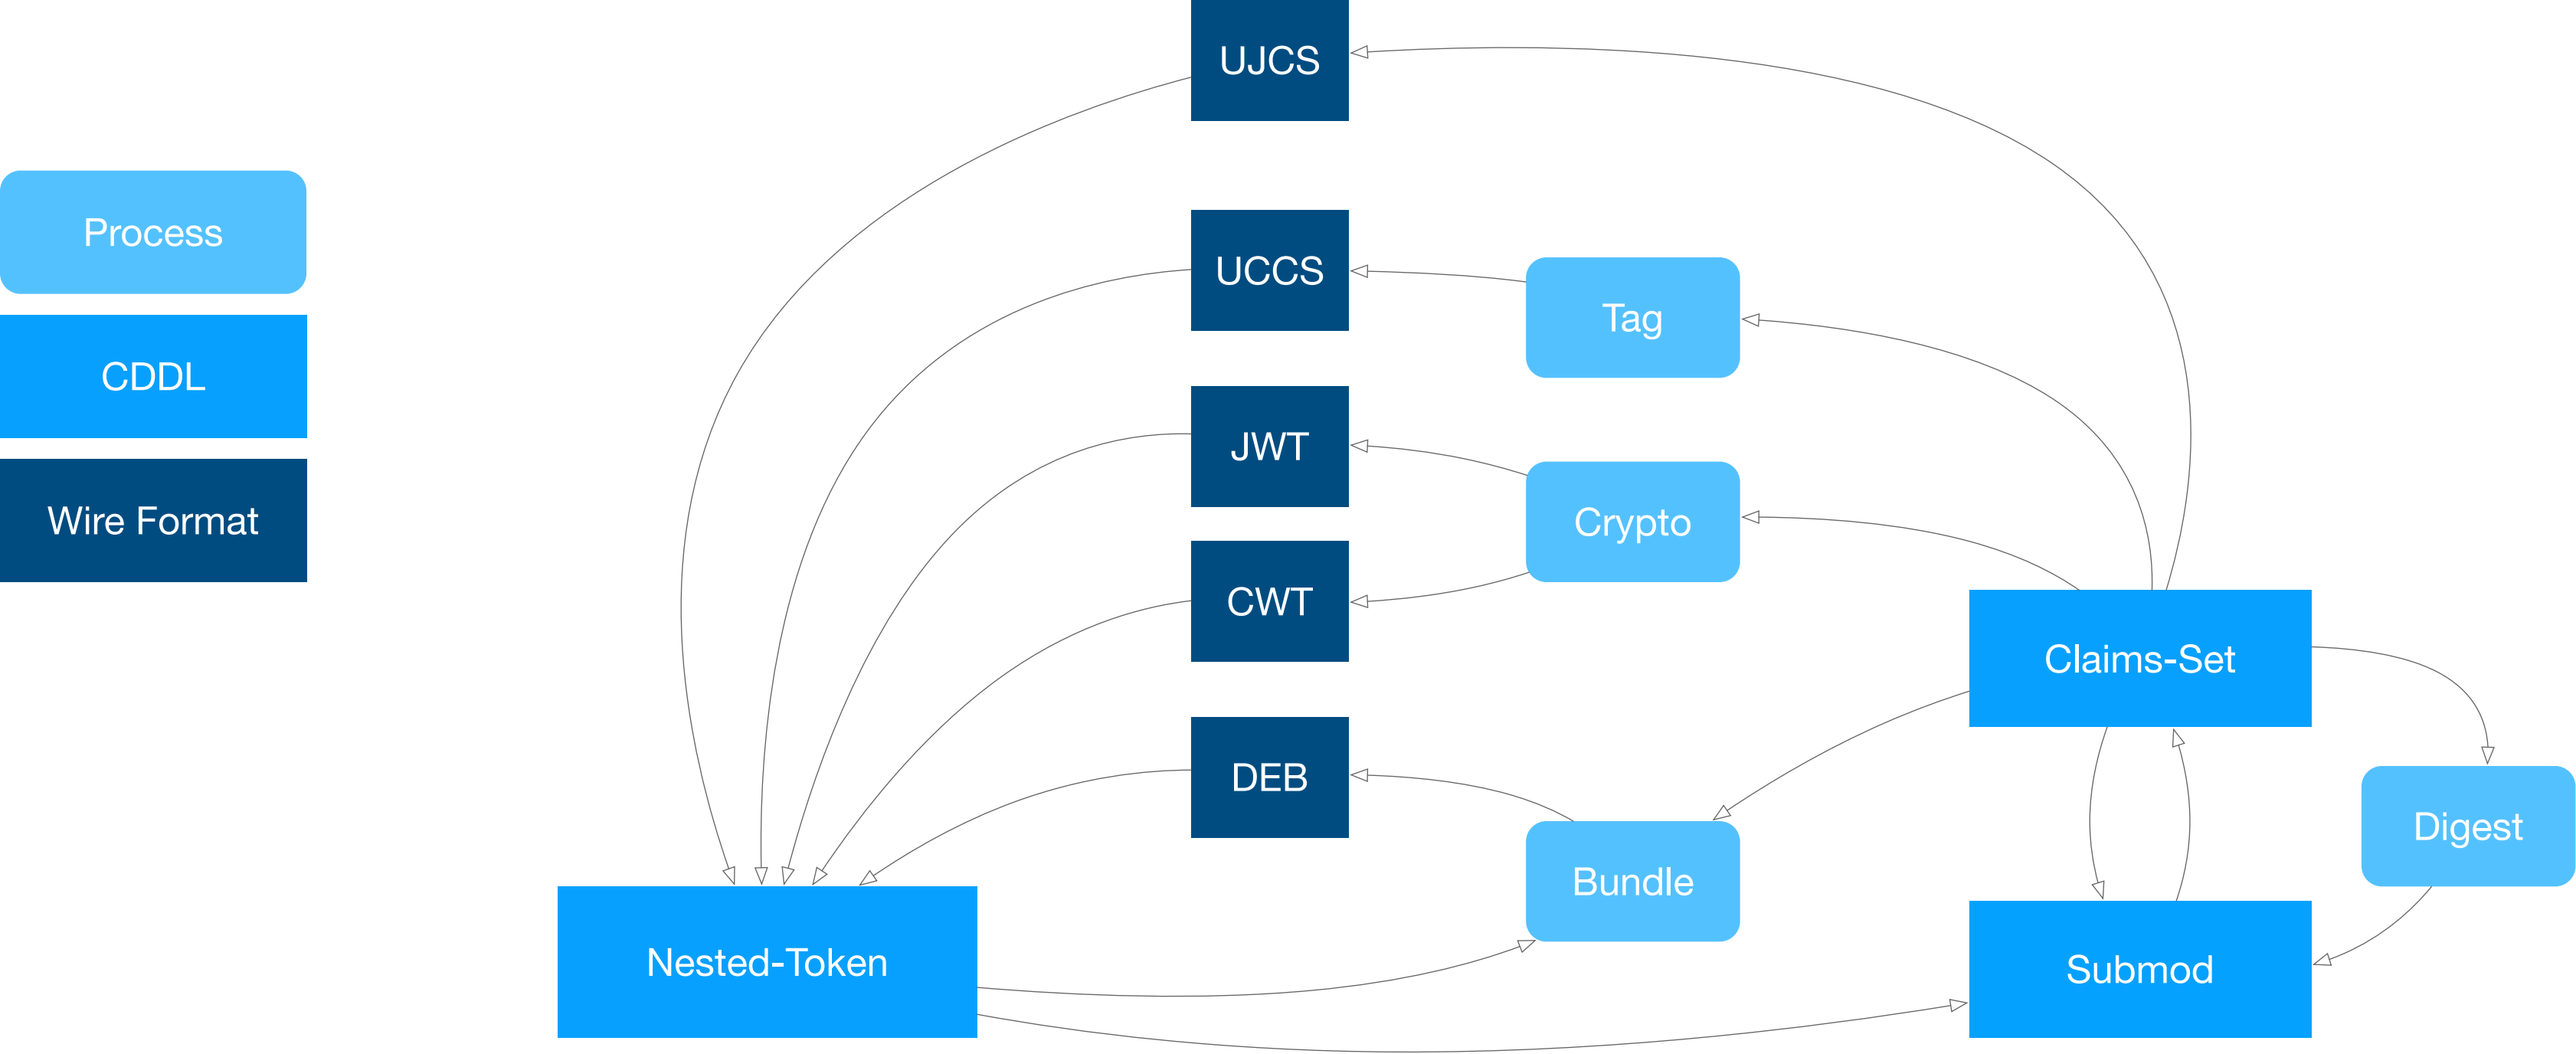 UJCS
Process
UCCS
Tag
CDDL
JWT
Wire Format
Crypto
CWT
Claims-Set
DEB
Digest
Bundle
Nested-Token
Submod